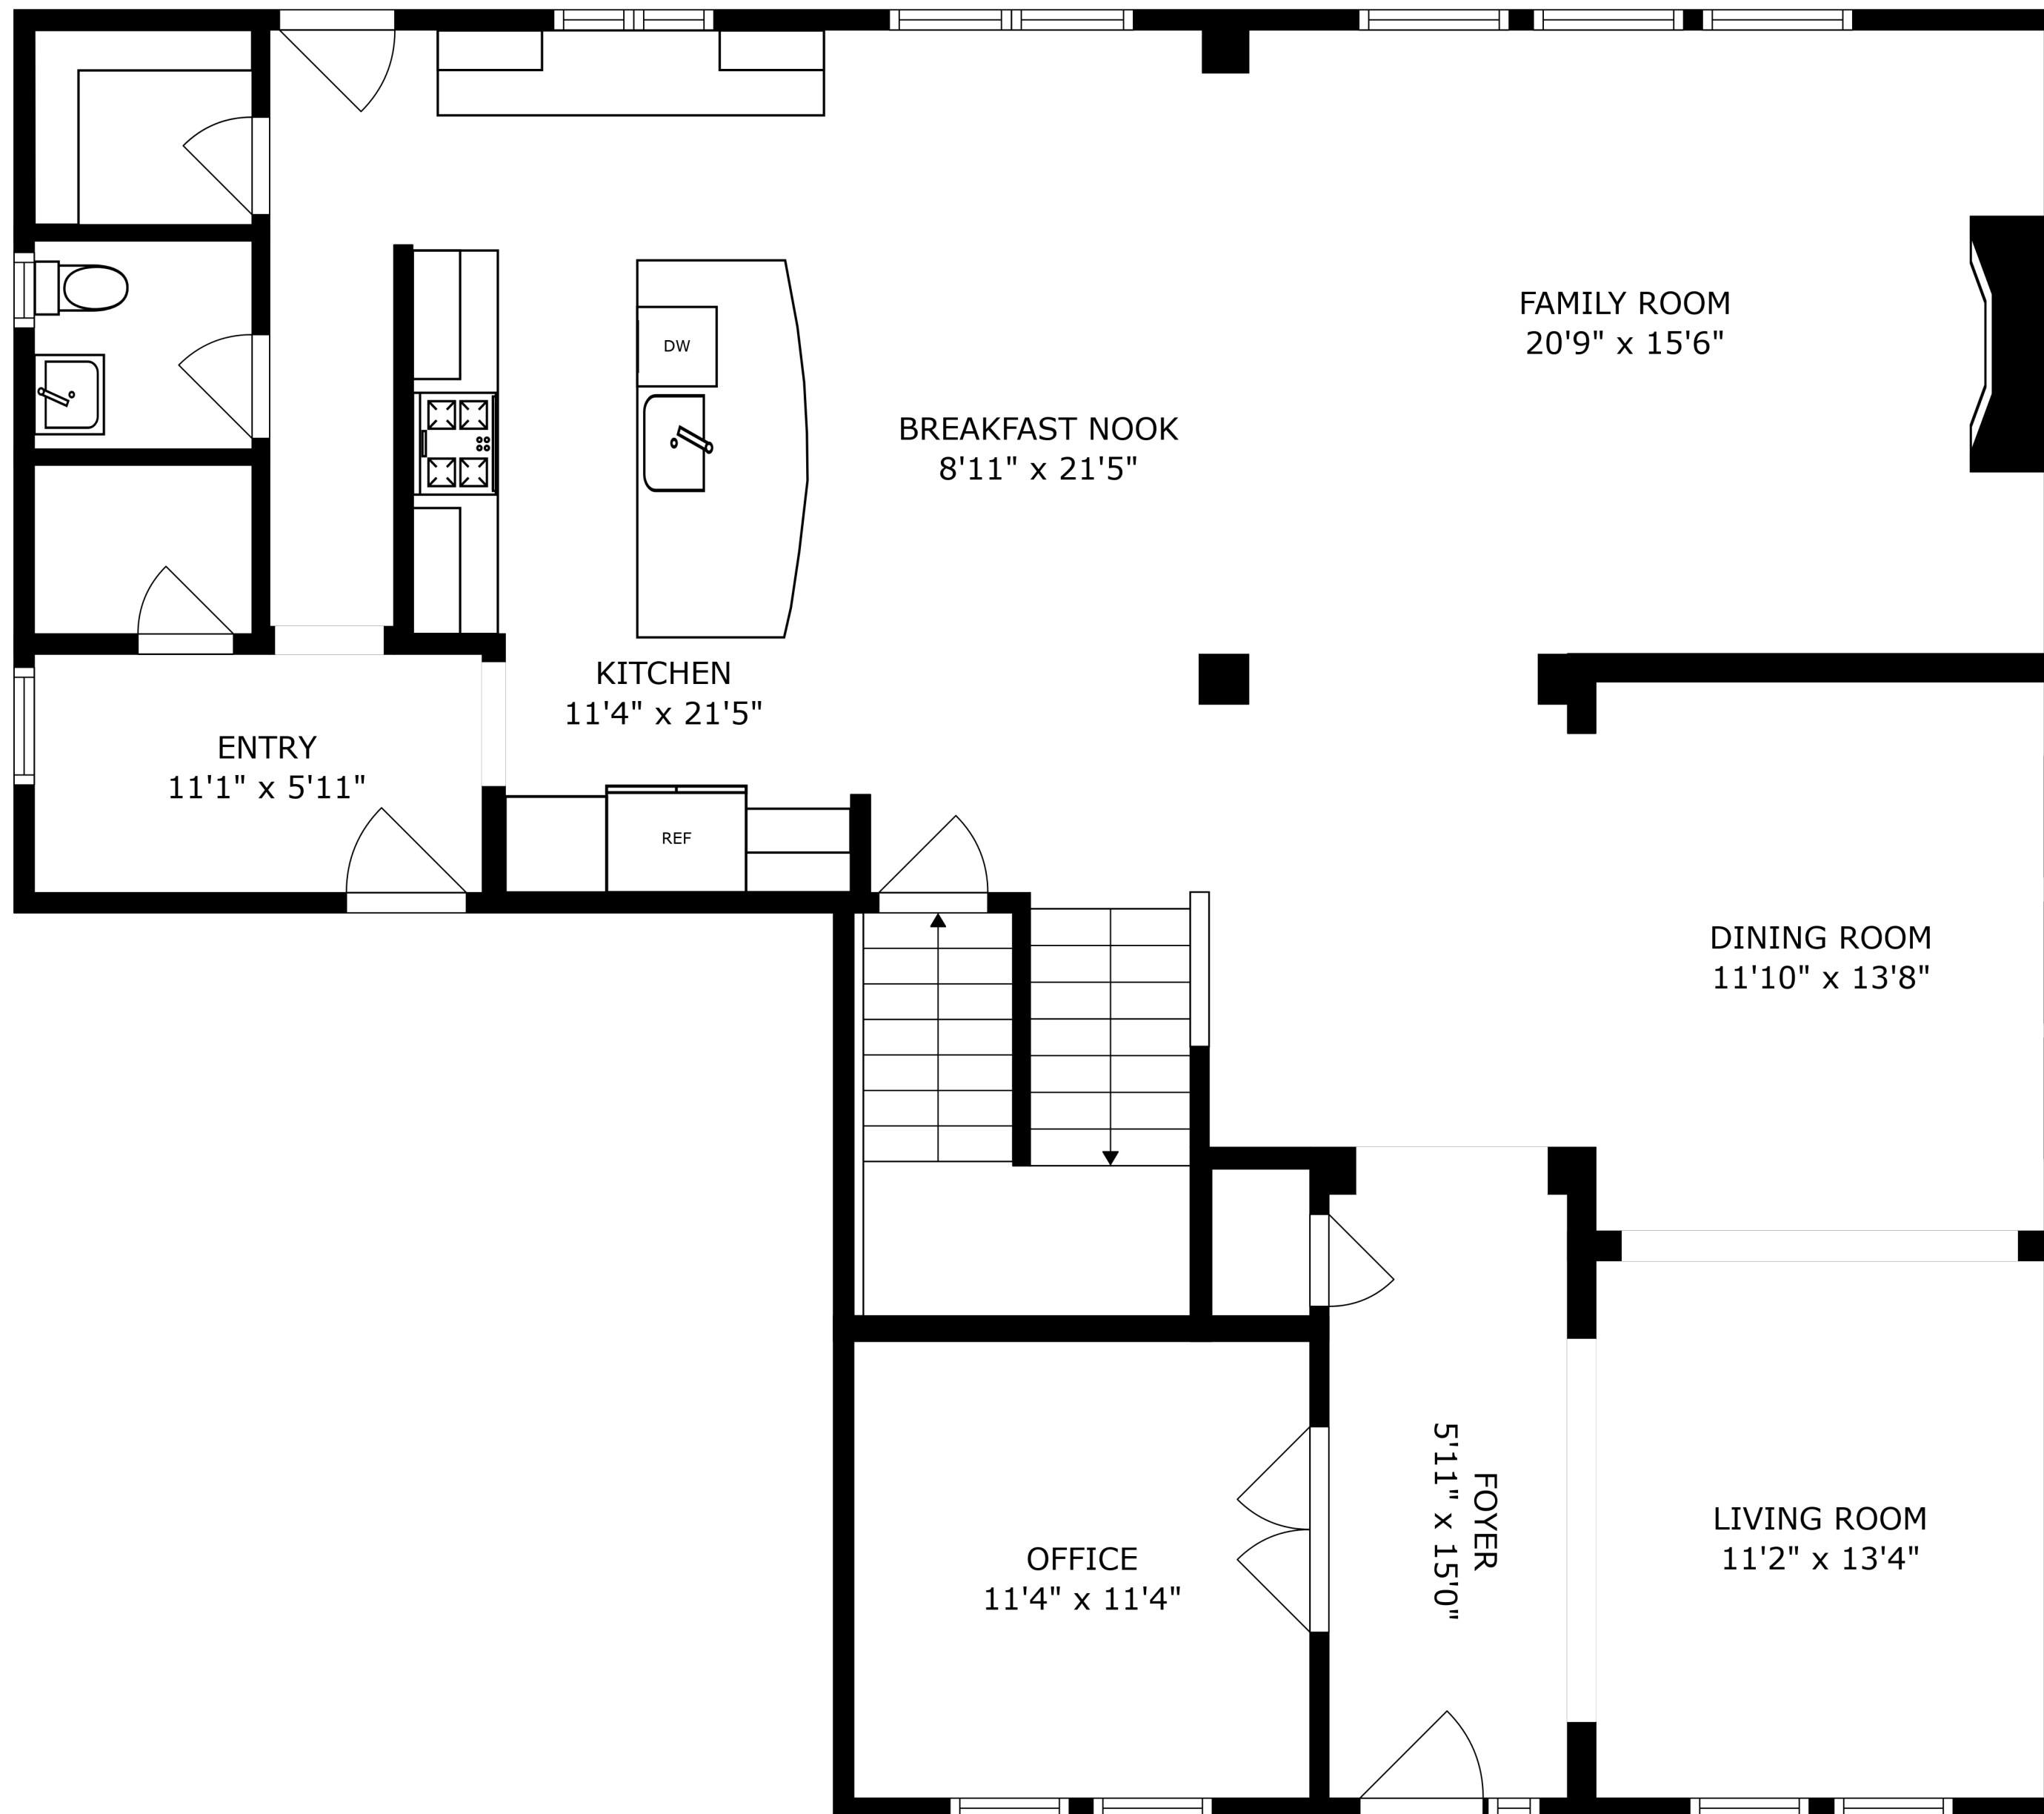 FAMILY ROOM
20'9" x 15'6"
DW
BREAKFAST NOOK
8'11" x 21'5"
KITCHEN
11'4" x 21'5"
ENTRY
11'1" x 5'11"
REF
DINING ROOM
11'10" x 13'8"
FOYER
5'11" x 15'0"
LIVING ROOM
11'2" x 13'4"
OFFICE
11'4" x 11'4"